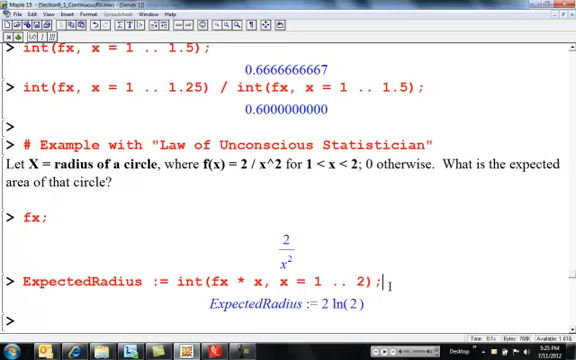 Maple 15 - [Section6_1_ContinuousRV.mws - [Server 1]]
File Edit View Insert Format Spreadsheet Window Help
> int(fx, x = 1 .. 1.5);
0.6666666667
> int(fx, x = 1 .. 1.25) / int(fx, x = 1 .. 1.5);
0.6000000000
>
> # Example with "Law of Unconscious Statistician"
Let X = radius of a circle, where f(x) = 2 / x^2 for 1 < x < 2; 0 otherwise. What is the expected
area of that circle?
> fx;
2
x²
> ExpectedRadius := int(fx * x, x = 1 .. 2);
ExpectedRadius := 2 ln(2)
>
Desktop
5:25 PM
7/11/2012